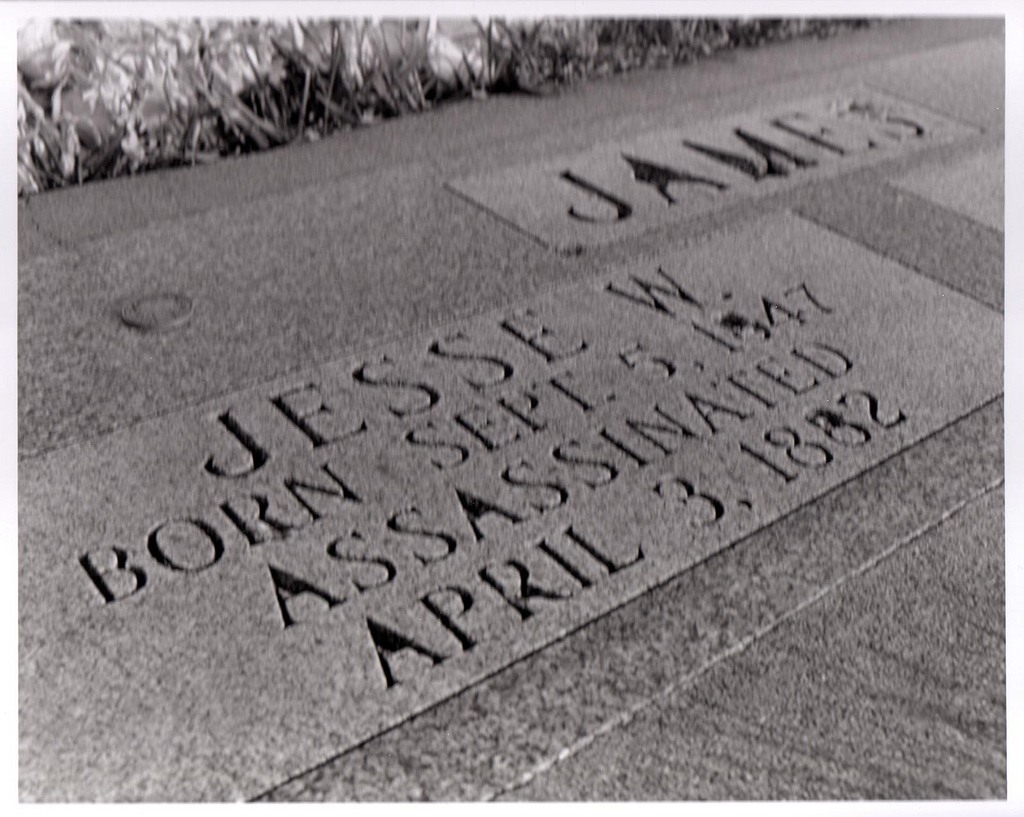 JAMES
JESSE W.
BORN SEPT. 5, 1847
ASSASSINATED
APRIL 3, 1882